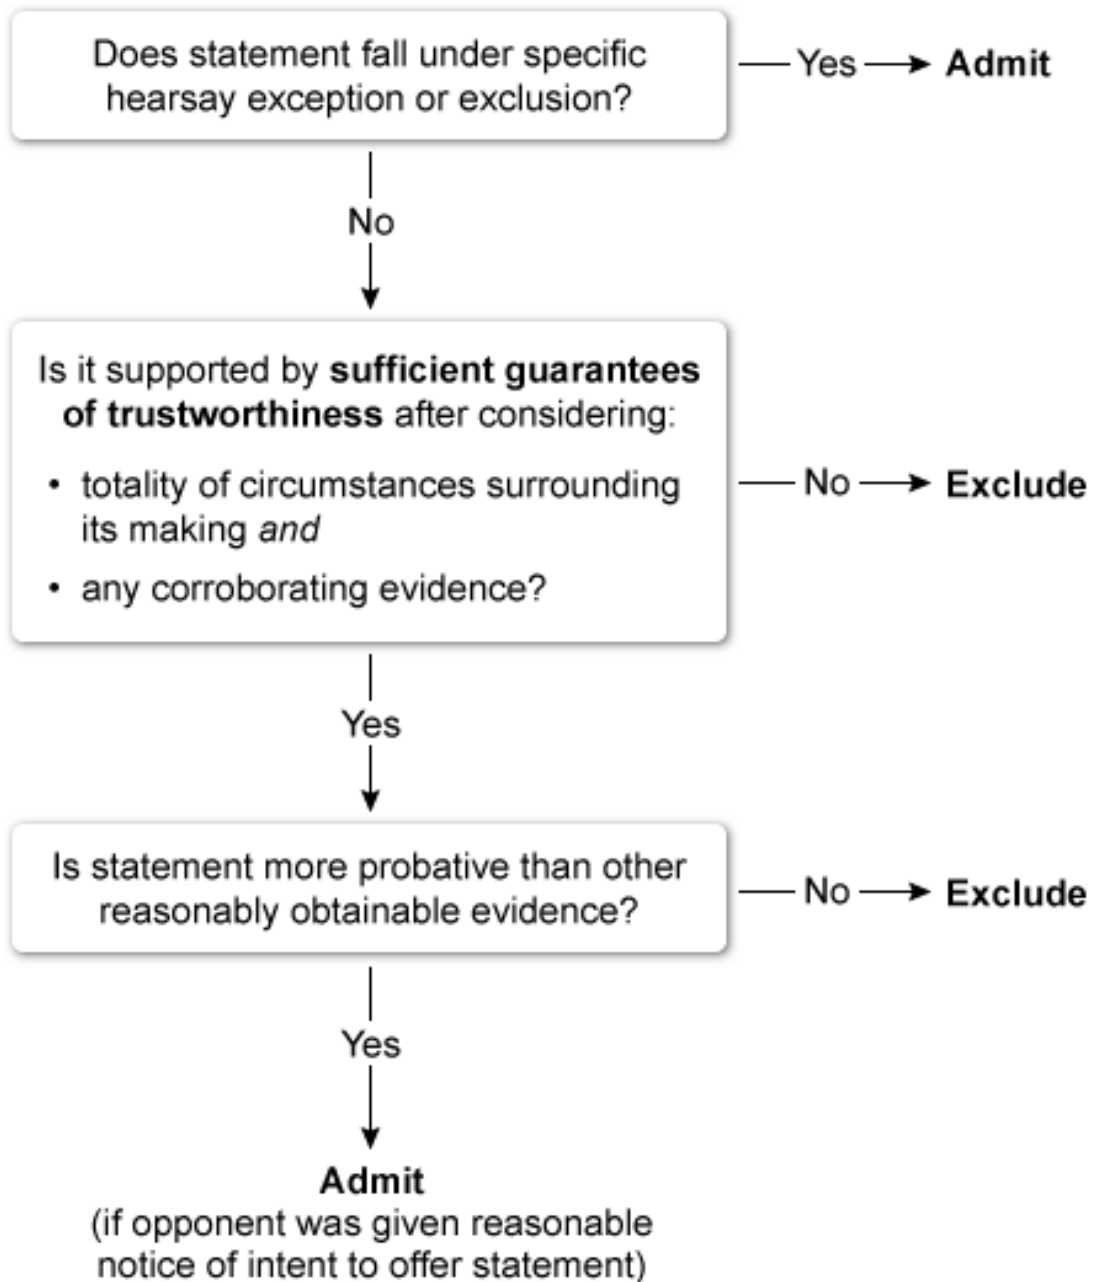 Does statement fall under specific
hearsay exception or exclusion?
Yes
Admit
No
Is it supported by sufficient guarantees
of trustworthiness after considering:
• totality of circumstances surrounding
its making and
• any corroborating evidence?
No
Exclude
Yes
Is statement more probative than other
reasonably obtainable evidence?
No
Exclude
Yes
Admit
(if opponent was given reasonable
notice of intent to offer statement)